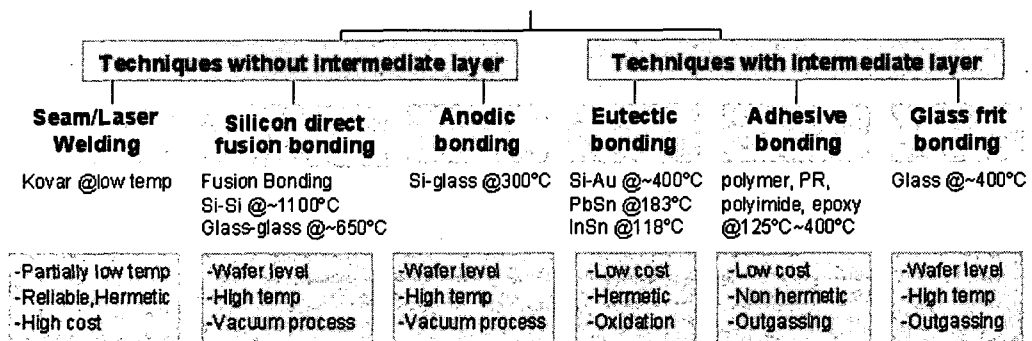 Techniques without intermediate layer
Techniques with intermediate layer
Seam/Laser
Welding
Kovar @low temp
-Partially low temp
-Reliable,Hermetic
-High cost
Silicon direct
fusion bonding
Fusion Bonding
Si-Si @~1100°C
Glass-glass @~650°C
-Wafer level
-High temp
-Vacuum process
Anodic
bonding
Si-glass @300°C
-Wafer level
-High temp
-Vacuum process
Eutectic
bonding
Si-Au @~400°C
PbSn @183°C
InSn @118°C
-Low cost
-Hermetic
-Oxidation
Adhesive
bonding
polymer, PR,
polyimide, epoxy
@125°C~400°C
-Low cost
-Non hermetic
-Outgassing
Glass frit
bonding
Glass @~400°C
-Wafer level
-High temp
-Outgassing